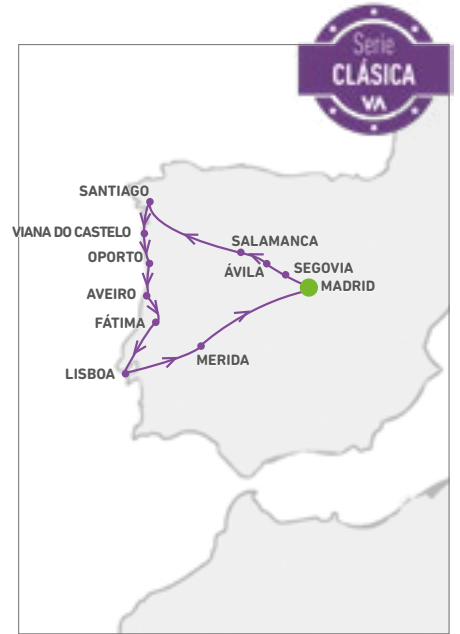 Serie
CLÁSICA
VA
SANTIAGO
VIANA DO CASTELO
SALAMANCA
OPORTO
ÁVILA
SEGOVIA
MADRID
AVEIRO
FÁTIMA
MERIDA
LISBOA